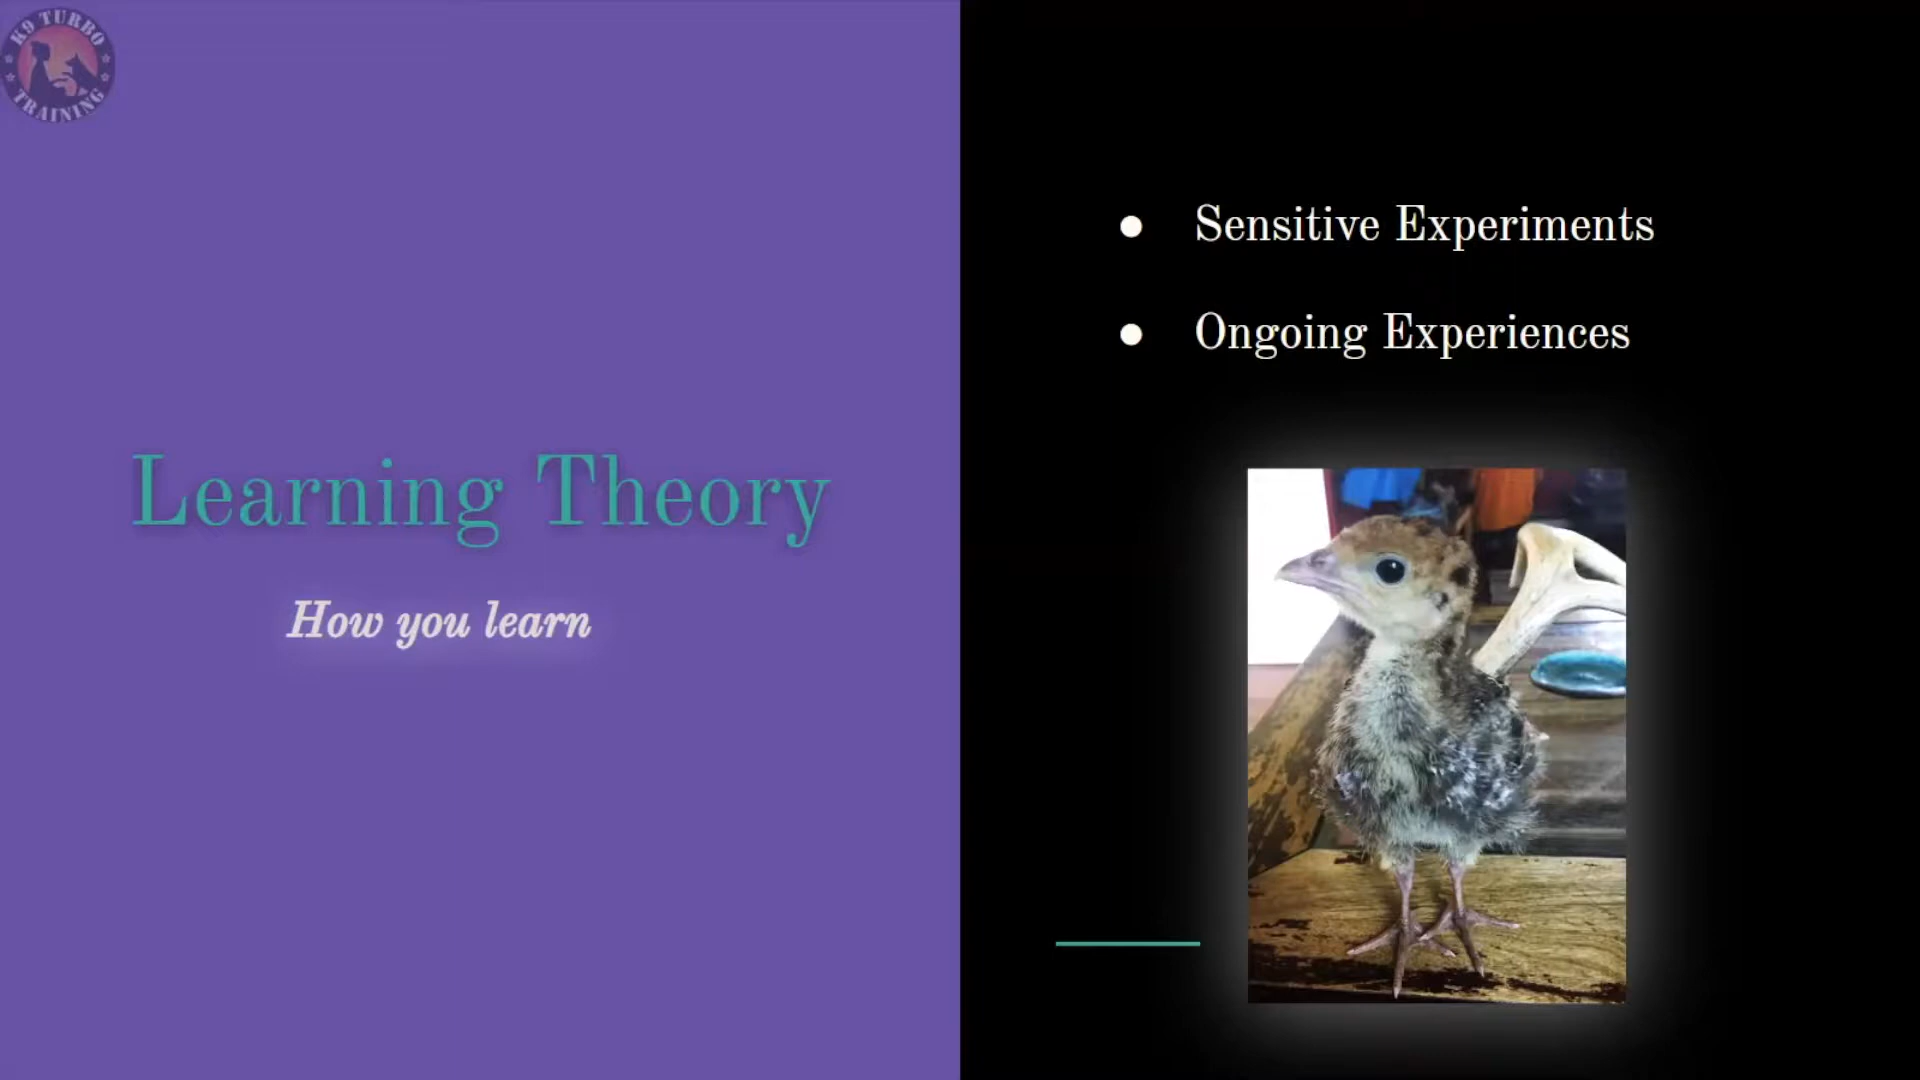 K9 TURBO
TRAINING
Learning Theory
How you learn
Sensitive Experiments
Ongoing Experiences